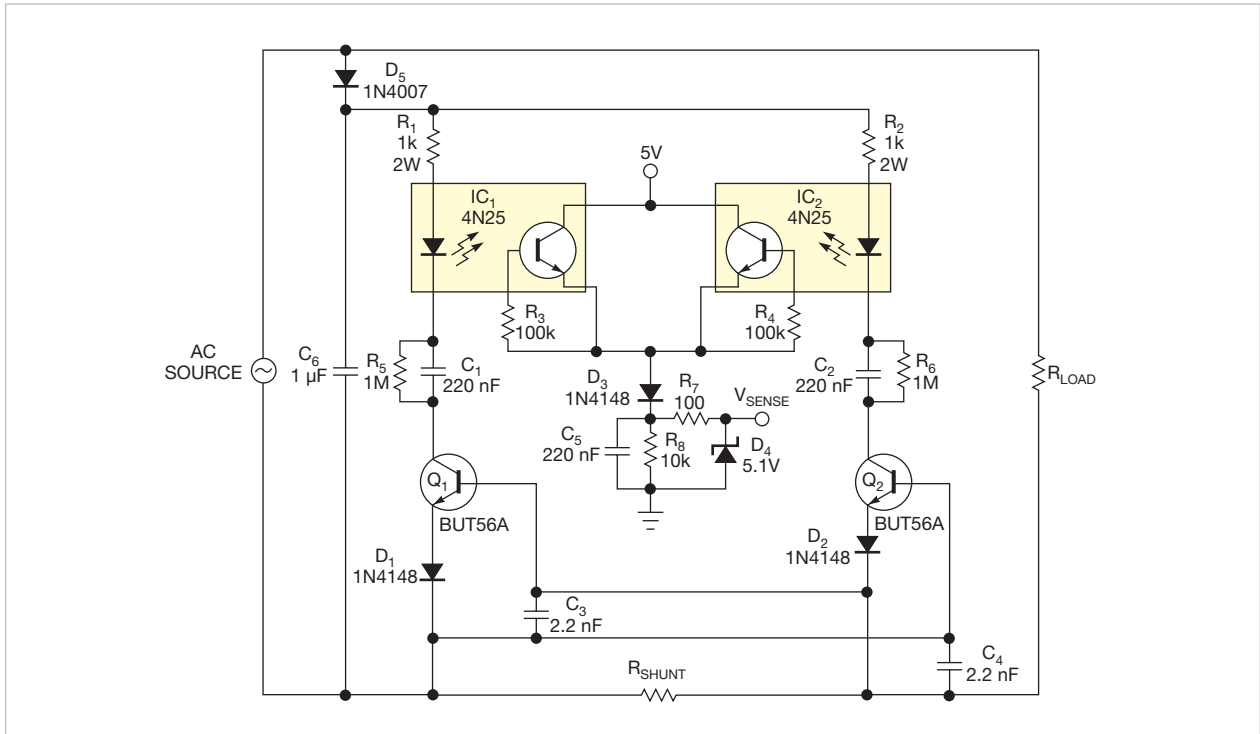 D5
1N4007
R1
1k
2W
R2
1k
2W
5V
IC1
4N25
IC2
4N25
R3
100k
R4
100k
AC
SOURCE
C6
1 µF
R5
1M
C1
220 nF
D3
1N4148
R7
100
VSENSE
C2
220 nF
R6
1M
RLOAD
C5
220 nF
R8
10k
D4
5.1V
Q1
BUT56A
Q2
BUT56A
D1
1N4148
D2
1N4148
C3
2.2 nF
RSHUNT
C4
2.2 nF